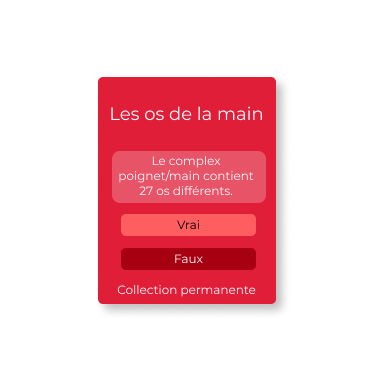 Les os de la main
Le complex
poignet/main contient
27 os différents.
Vrai
Faux
Collection permanente